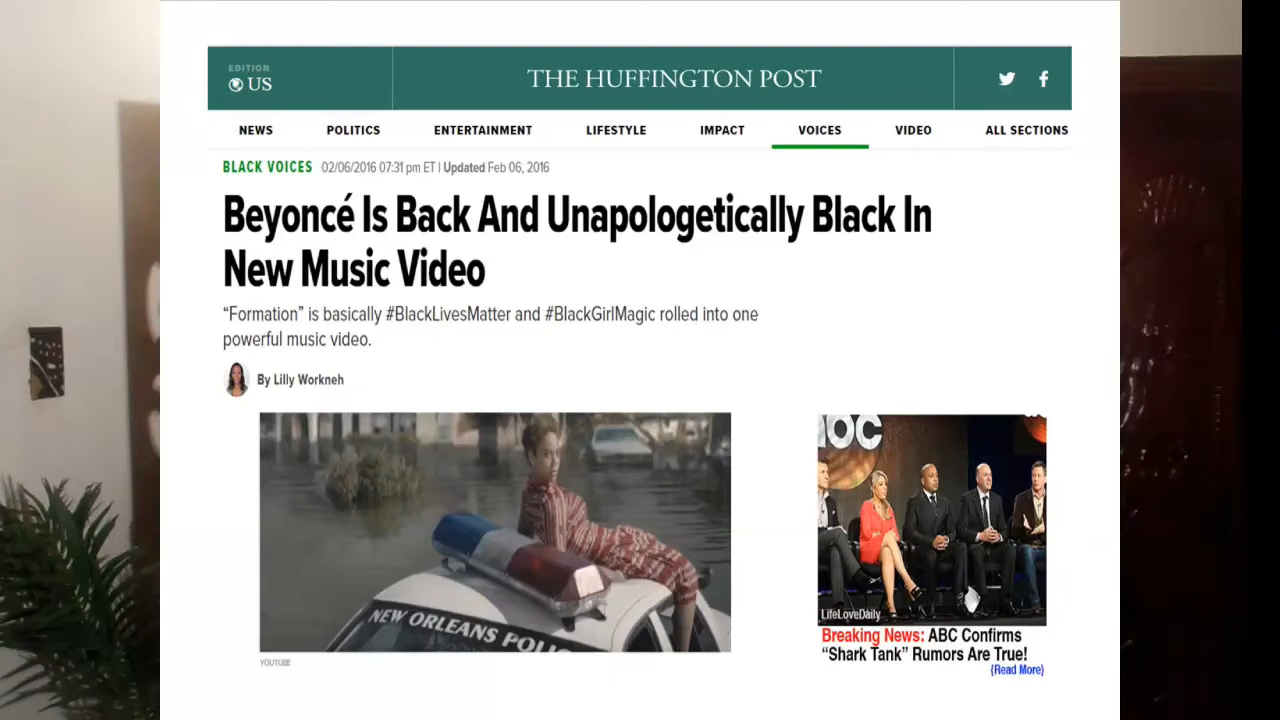 EDITION
US
THE HUFFINGTON POST
NEWS POLITICS ENTERTAINMENT LIFESTYLE IMPACT VOICES VIDEO ALL SECTIONS
BLACK VOICES 02/06/2016 07:31 pm ET | Updated Feb 06, 2016
Beyoncé Is Back And Unapologetically Black In
New Music Video
“Formation” is basically #BlackLivesMatter and #BlackGirlMagic rolled into one
powerful music video.
By Lilly Workneh
NEW ORLEANS POLIC
YOUTUBE
abc
LifeLoveDaily
Breaking News: ABC Confirms
“Shark Tank” Rumors Are True!
(Read More)